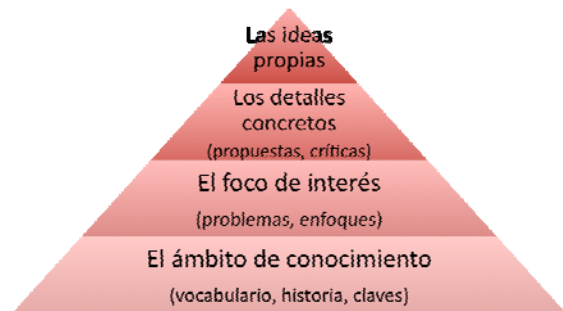 Las ideas
propias
Los detalles
concretos
(propuestas, críticas)
El foco de interés
(problemas, enfoques)
El ámbito de conocimiento
(vocabulario, historia, claves)